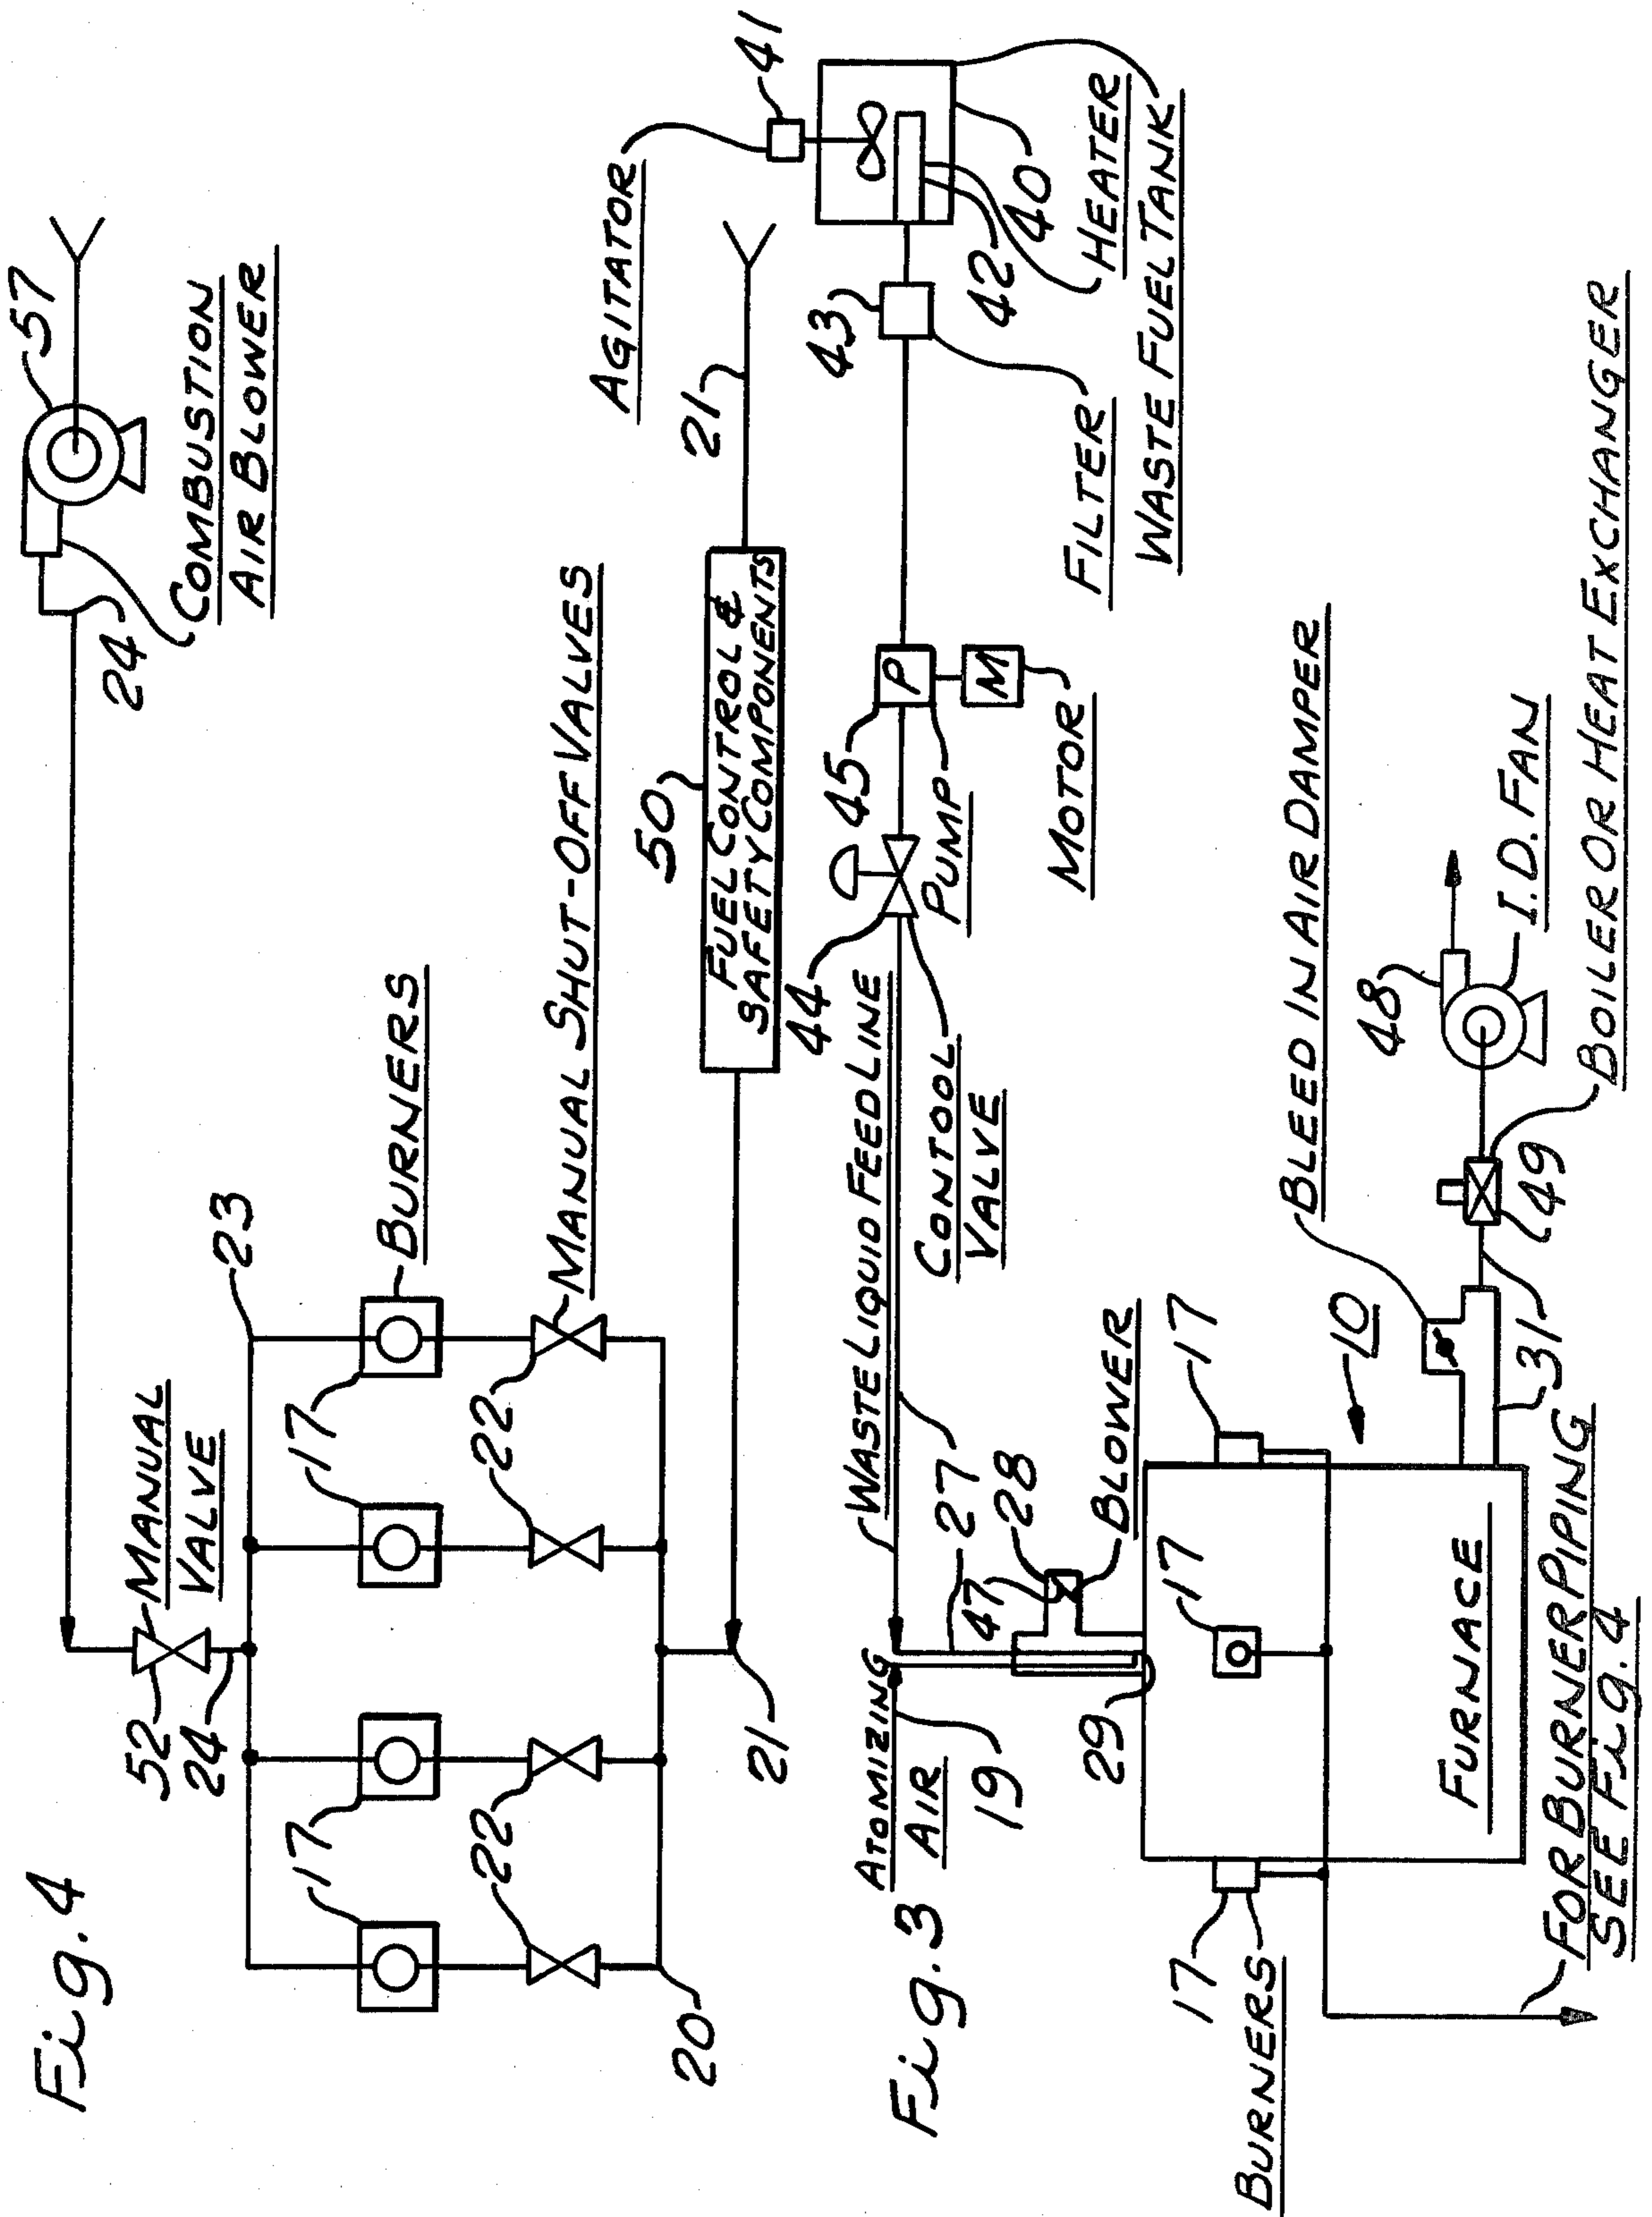 Fig. 4
57
COMBUSTION
AIR BLOWER
24
52
MANUAL
VALVE
24
23
17
17
17
BURNERS
22
22
22
MANUAL SHUT-OFF VALVES
20
21
50
FUEL CONTROL &
SAFETY COMPONENTS
21
Fig. 3
AGITATOR
41
ATOMIZING
AIR
19
WASTE LIQUID FEED LINE
27
27
44
CONTOOL
VALVE
45
PUMP
P
M
MOTOR
43
FILTER
42
40
HEATER
WASTE FUEL TANK
29
47
28
BLOWER
17
BURNERS
17
17
10
FURNACE
FOR BURNER PIPING
SEE Fig. 4
31
BLEED IN AIR DAMPER
49
48
I.D. FAN
BOILER OR HEAT EXCHANGER